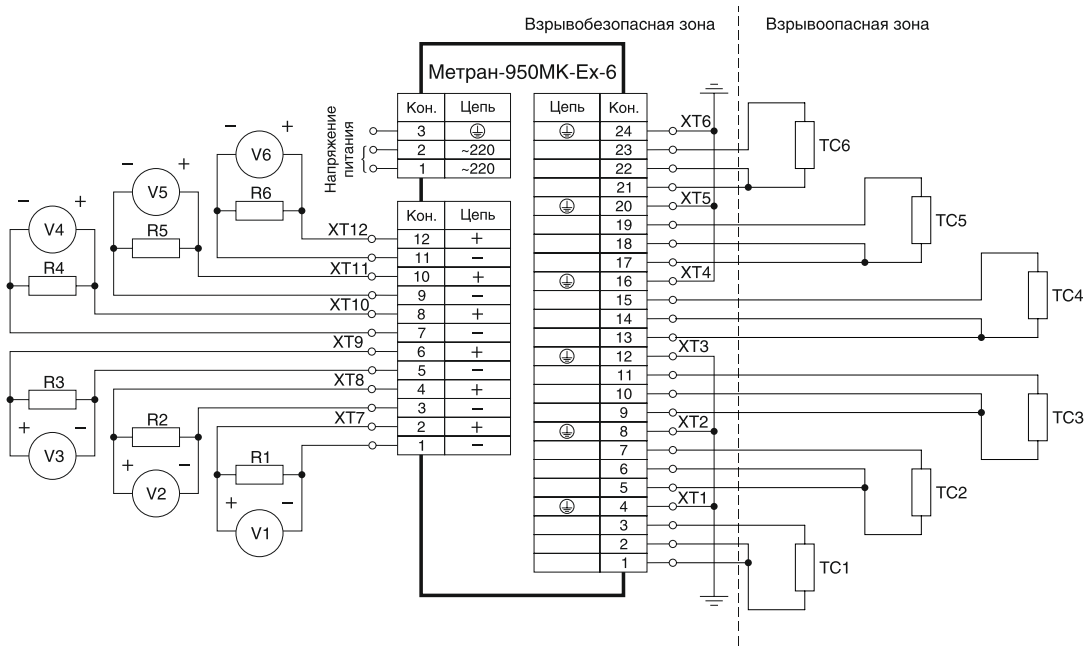 Взрывобезопасная зона
Взрывоопасная зона
Метран-950МК-Ех-6
Напряжение питания
Кон. Цепь
3
2 ~220
1 ~220
Кон. Цепь
12 +
11 −
10 +
9 −
8 +
7 −
6 +
5 −
4 +
3 −
2 +
1 −
Цепь Кон.
24
23
22
21
20
19
18
17
16
15
14
13
12
11
10
9
8
7
6
5
4
3
2
1
− V6 +
R6
− V5 +
R5
− V4 +
R4
R3
+ V3 −
R2
+ V2 −
R1
+ V1 −
XT12
XT11
XT10
XT9
XT8
XT7
XT6
XT5
XT4
XT3
XT2
XT1
TC6
TC5
TC4
TC3
TC2
TC1